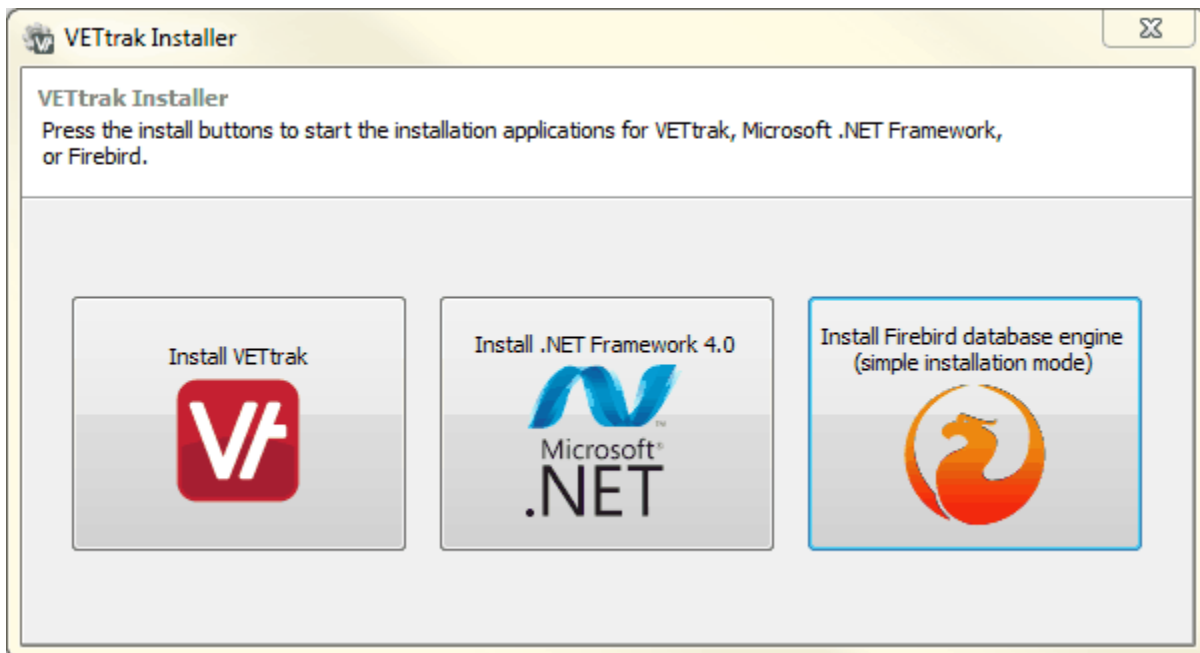 VETtrak Installer
VETtrak Installer
Press the install buttons to start the installation applications for VETtrak, Microsoft .NET Framework,
or Firebird.
Install VETtrak
Install .NET Framework 4.0
Microsoft®
.NET
™
Install Firebird database engine
(simple installation mode)